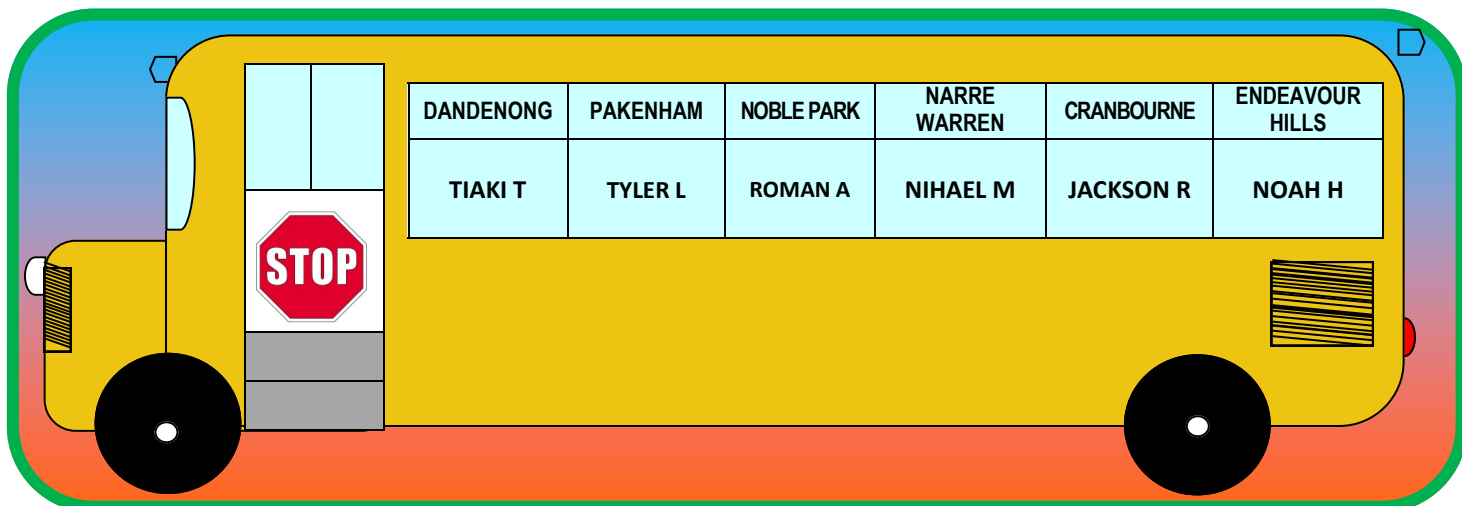 DANDENONG PAKENHAM NOBLE PARK NARRE WARREN CRANBOURNE ENDEAVOUR HILLS
TIAKI T TYLER L ROMAN A NIHAEL M JACKSON R NOAH H
STOP